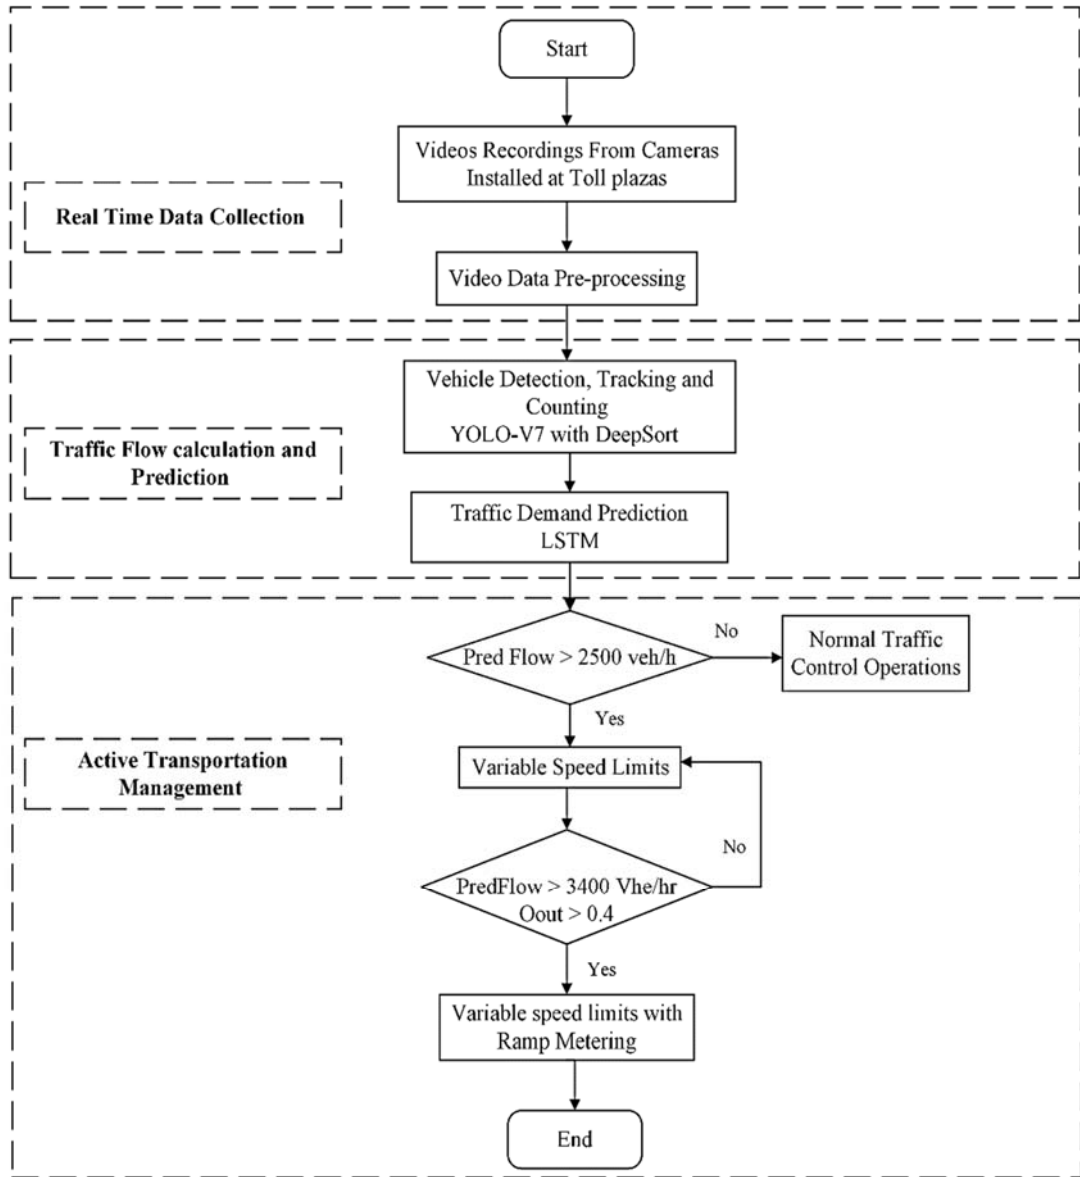 Start
Videos Recordings From Cameras
Installed at Toll plazas
Real Time Data Collection
Video Data Pre-processing
Vehicle Detection, Tracking and
Counting
YOLO-V7 with DeepSort
Traffic Flow calculation and
Prediction
Traffic Demand Prediction
LSTM
Pred Flow > 2500 veh/h
No
Normal Traffic
Control Operations
Yes
Active Transportation
Management
Variable Speed Limits
No
PredFlow > 3400 Vhe/hr
Oout > 0.4
Yes
Variable speed limits with
Ramp Metering
End